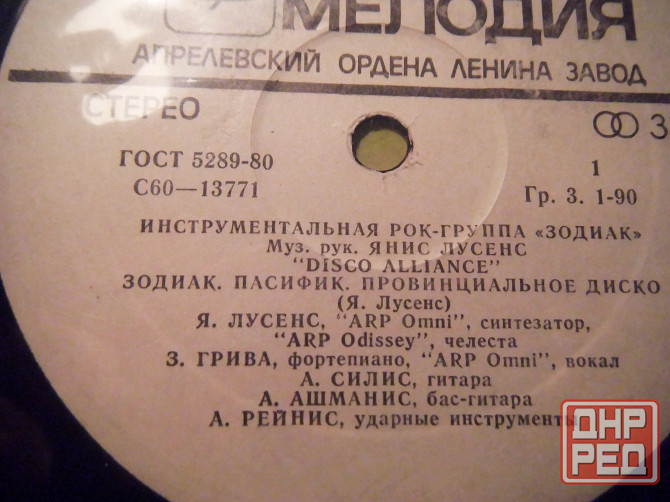 МЕЛОДИЯ
АПРЕЛЕВСКИЙ ОРДЕНА ЛЕНИНА ЗАВОД
СТЕРЕО
ГОСТ 5289-80
С60—13771
1
Гр. 3. 1-90
ИНСТРУМЕНТАЛЬНАЯ РОК-ГРУППА «ЗОДИАК»
Муз. рук. ЯНИС ЛУСЕНС
"DISCO ALLIANCE"
ЗОДИАК. ПАСИФИК. ПРОВИНЦИАЛЬНОЕ ДИСКО
(Я. Лусенс)
Я. ЛУСЕНС, "ARP Omni", синтезатор,
"ARP Odissey", челеста
З. ГРИВА, фортепиано, "ARP Omni", вокал
А. СИЛИС, гитара
А. АШМАНИС, бас-гитара
А. РЕЙНИС, ударные инструменты
ДНР
РЕД